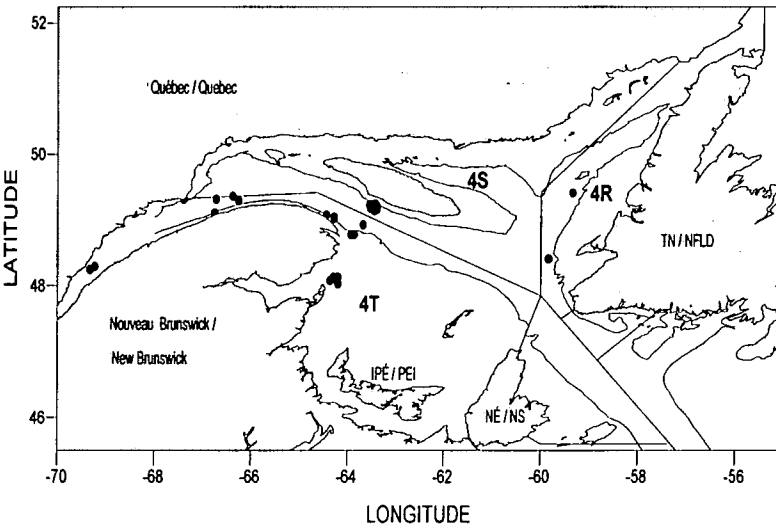 52
Québec / Quebec
50
4S
4R
LATITUDE
TN / NFLD
48
4T
Nouveau Brunswick /
New Brunswick
IPÉ / PEI
NÉ / NS
46
-70 -68 -66 -64 -62 -60 -58 -56
LONGITUDE